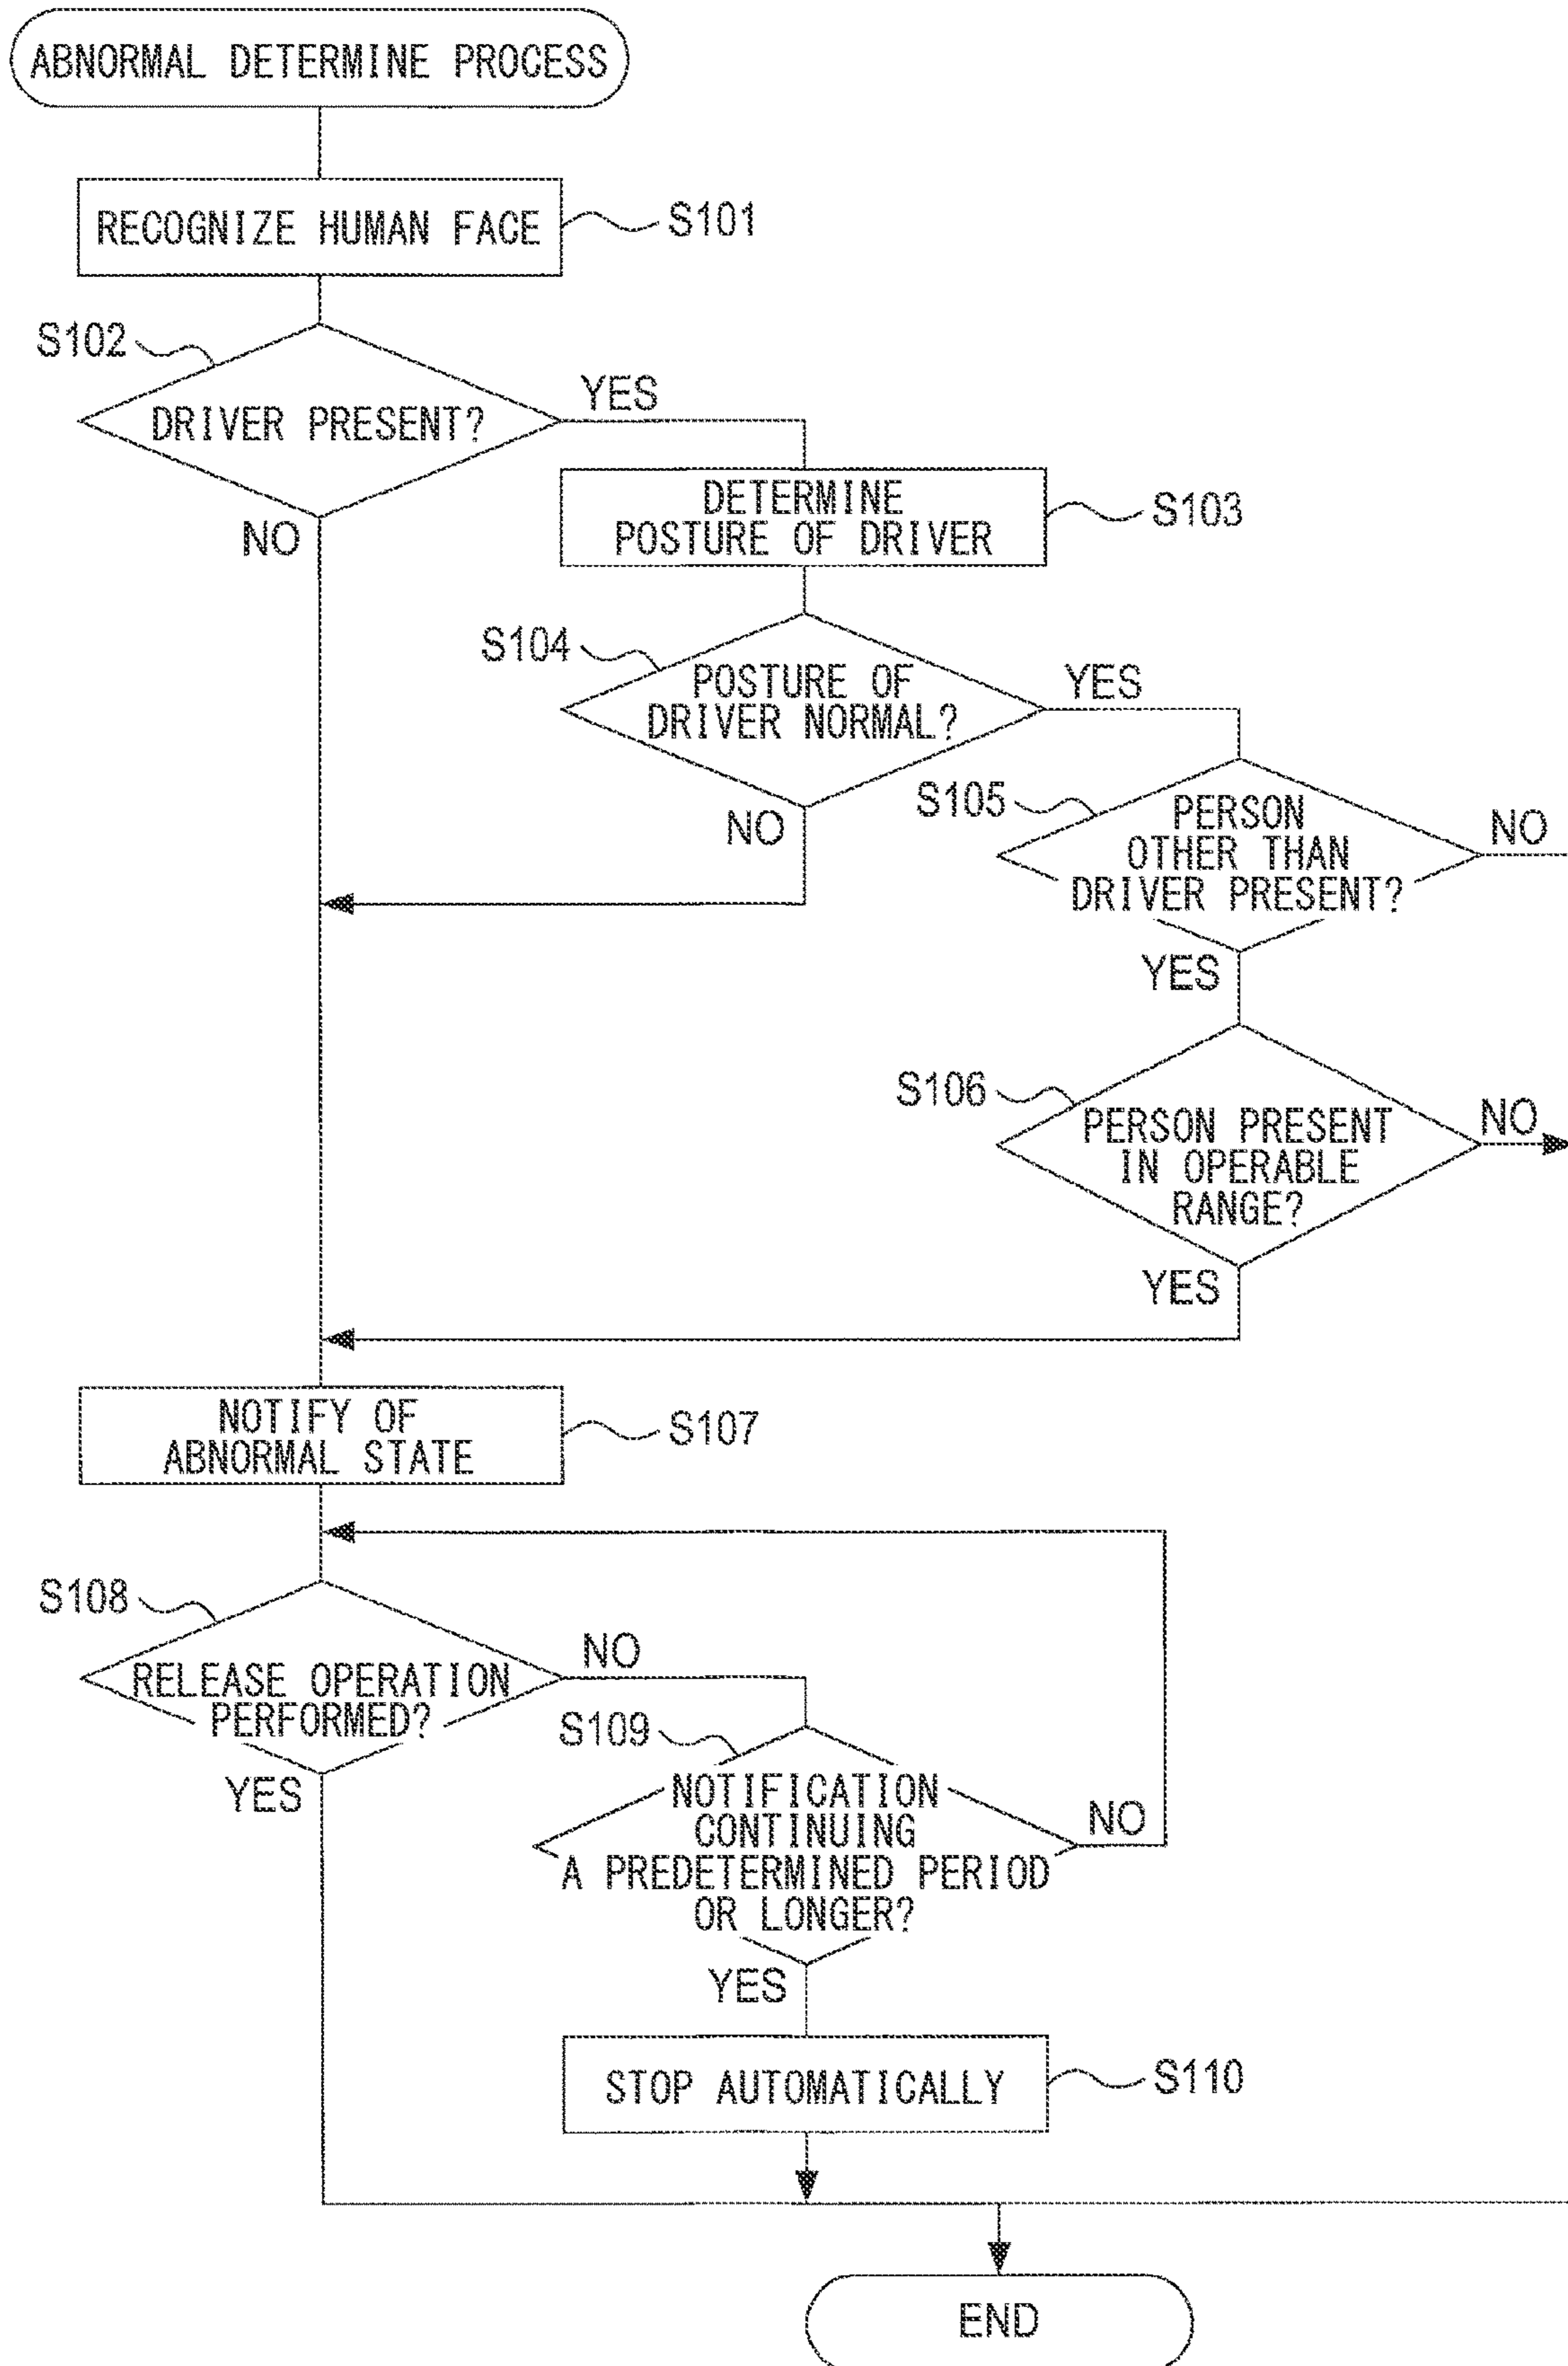 ABNORMAL DETERMINE PROCESS
RECOGNIZE HUMAN FACE
S101
S102
DRIVER PRESENT?
YES
NO
DETERMINE
POSTURE OF DRIVER
S103
S104
POSTURE OF
DRIVER NORMAL?
YES
NO
S105
PERSON
OTHER THAN
DRIVER PRESENT?
NO
YES
S106
PERSON PRESENT
IN OPERABLE
RANGE?
NO
YES
NOTIFY OF
ABNORMAL STATE
S107
S108
RELEASE OPERATION
PERFORMED?
NO
YES
S109
NOTIFICATION
CONTINUING
A PREDETERMINED PERIOD
OR LONGER?
NO
YES
STOP AUTOMATICALLY
S110
END